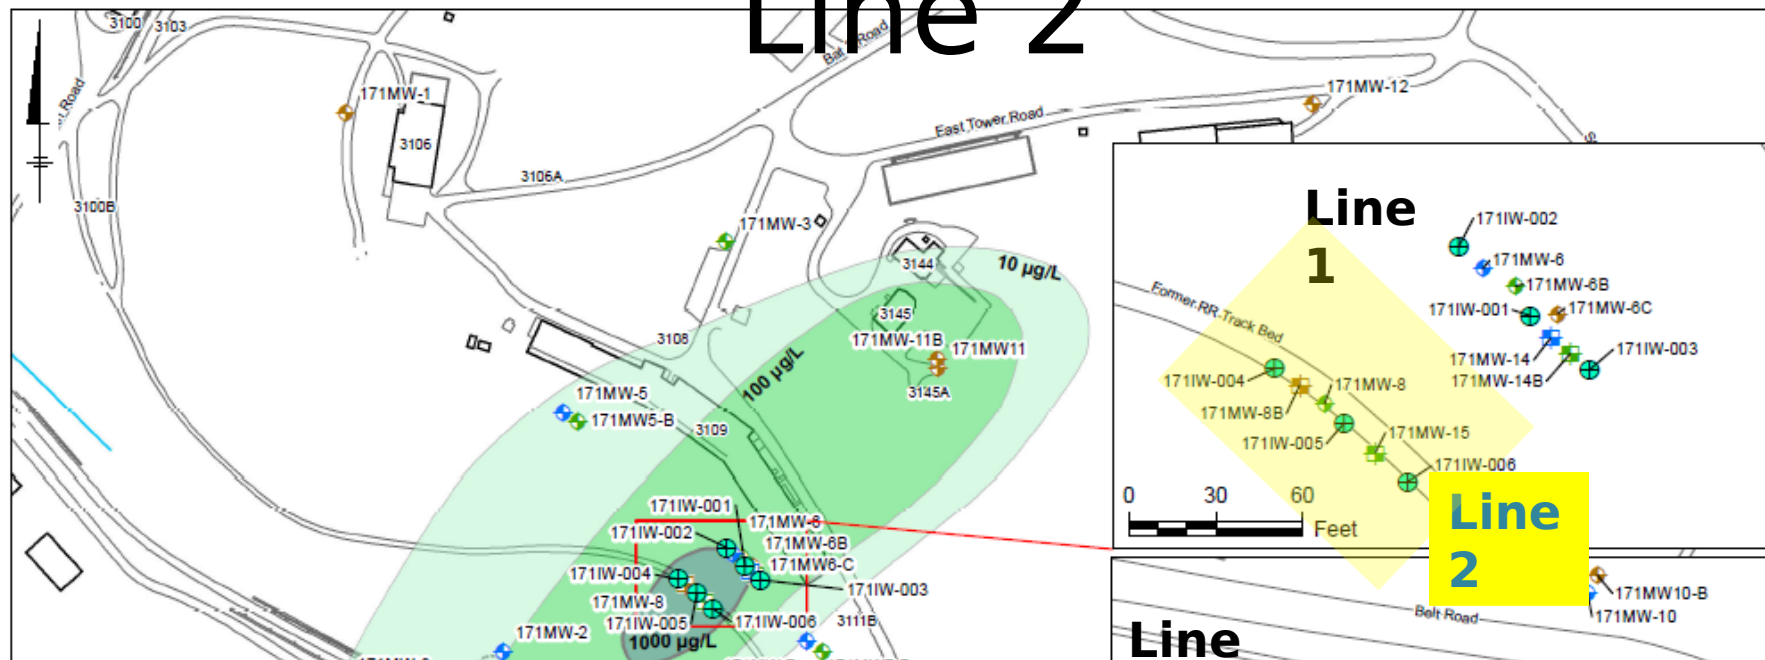 Line 2
3100
3103
Road
Road
171MW-1
171MW-12
East Tower Road
3106
3106A
3100B
171MW-3
3144
10 µg/L
3145
3108
171MW-11B
171MW11
100 µg/L
3145A
171MW-5
171MW5-B
3109
171IW-001
171MW-6
171IW-002
171MW-6B
171MW6-C
171IW-004
171IW-003
171MW-8
171IW-005
171IW-006
3111B
171MW-2
1000 µg/L
Line
1
171IW-002
171MW-6
171MW-6B
Former RR Track Bed
171IW-001
171MW-6C
171MW-14
171IW-003
171MW-14B
171IW-004
171MW-8
171MW-8B
171IW-005
171MW-15
171IW-006
0 30 60
Feet
Line
2
171MW10-B
171MW-10
Belt Road
Line